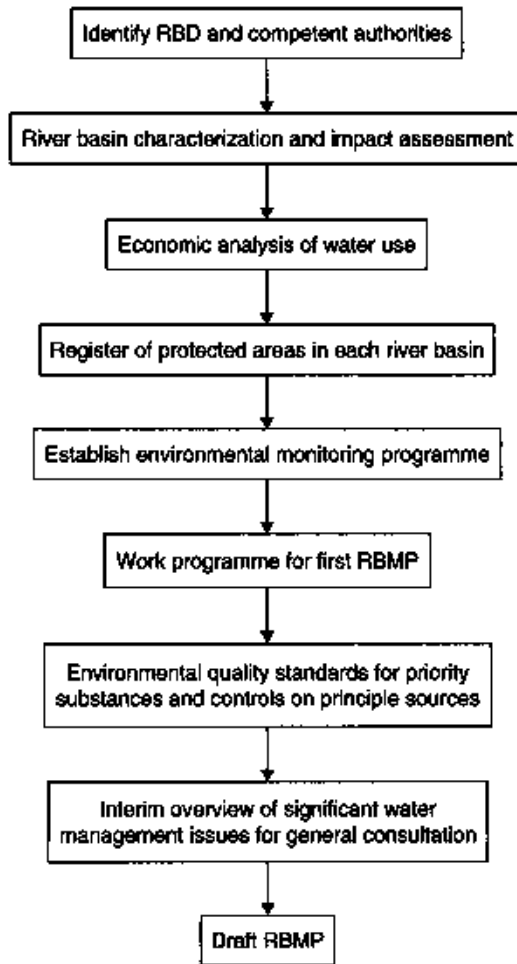 Identify RBD and competent authorities
River basin characterization and impact assessment
Economic analysis of water use
Register of protected areas in each river basin
Establish environmental monitoring programme
Work programme for first RBMP
Environmental quality standards for priority
substances and controls on principle sources
Interim overview of significant water
management issues for general consultation
Draft RBMP